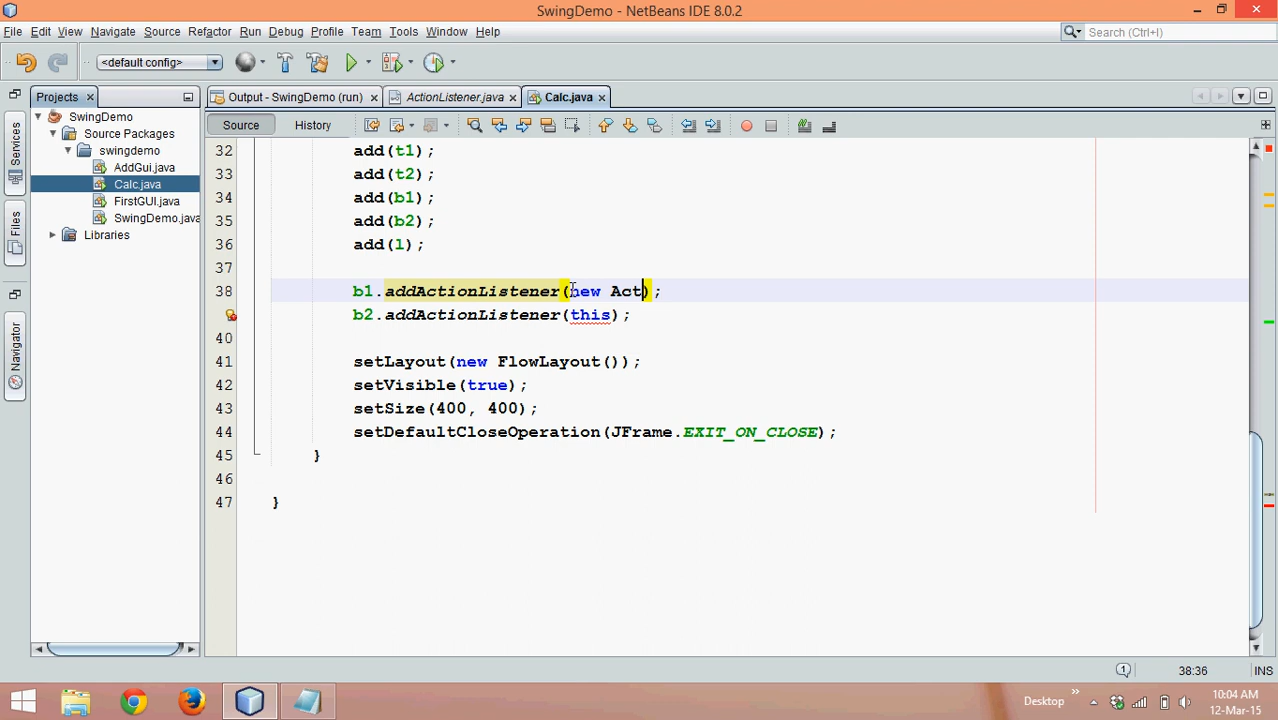 SwingDemo - NetBeans IDE 8.0.2
File Edit View Navigate Source Refactor Run Debug Profile Team Tools Window Help
Search (Ctrl+I)
<default config>
Projects
Output - SwingDemo (run)
ActionListener.java
Calc.java
Services
Files
Navigator
SwingDemo
Source Packages
swingdemo
AddGui.java
Calc.java
FirstGUI.java
SwingDemo.java
Libraries
Source History
32 add(t1);
33 add(t2);
34 add(b1);
35 add(b2);
36 add(l);
37
38 b1.addActionListener(new Act);
b2.addActionListener(this);
40
41 setLayout(new FlowLayout());
42 setVisible(true);
43 setSize(400, 400);
44 setDefaultCloseOperation(JFrame.EXIT_ON_CLOSE);
45 }
46
47 }
1
38:36
INS
Desktop
10:04 AM
12-Mar-15